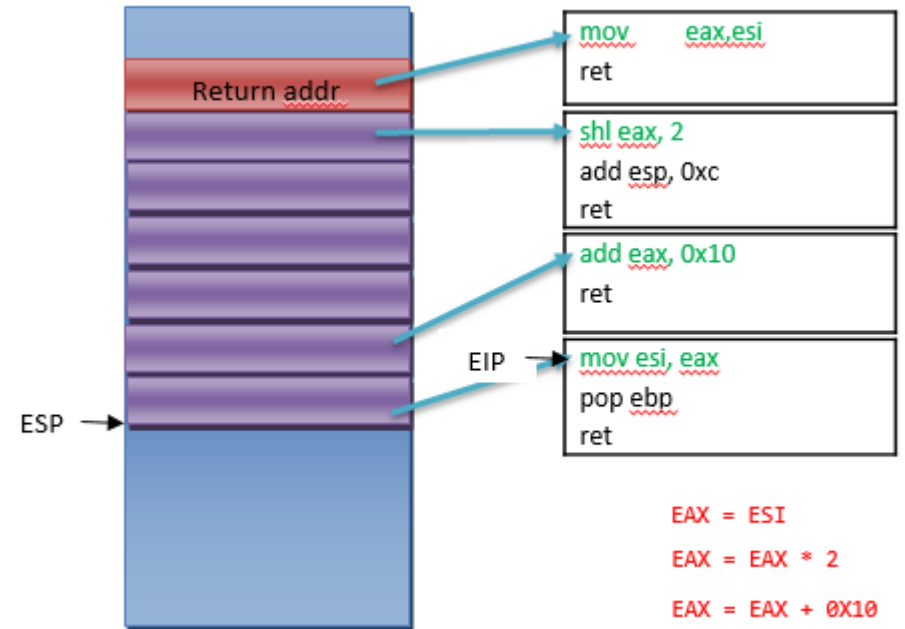 Return addr
mov eax,esi
ret
shl eax, 2
add esp, 0xc
ret
add eax, 0x10
ret
EIP
mov esi, eax
pop ebp
ret
ESP
EAX = ESI
EAX = EAX * 2
EAX = EAX + 0X10